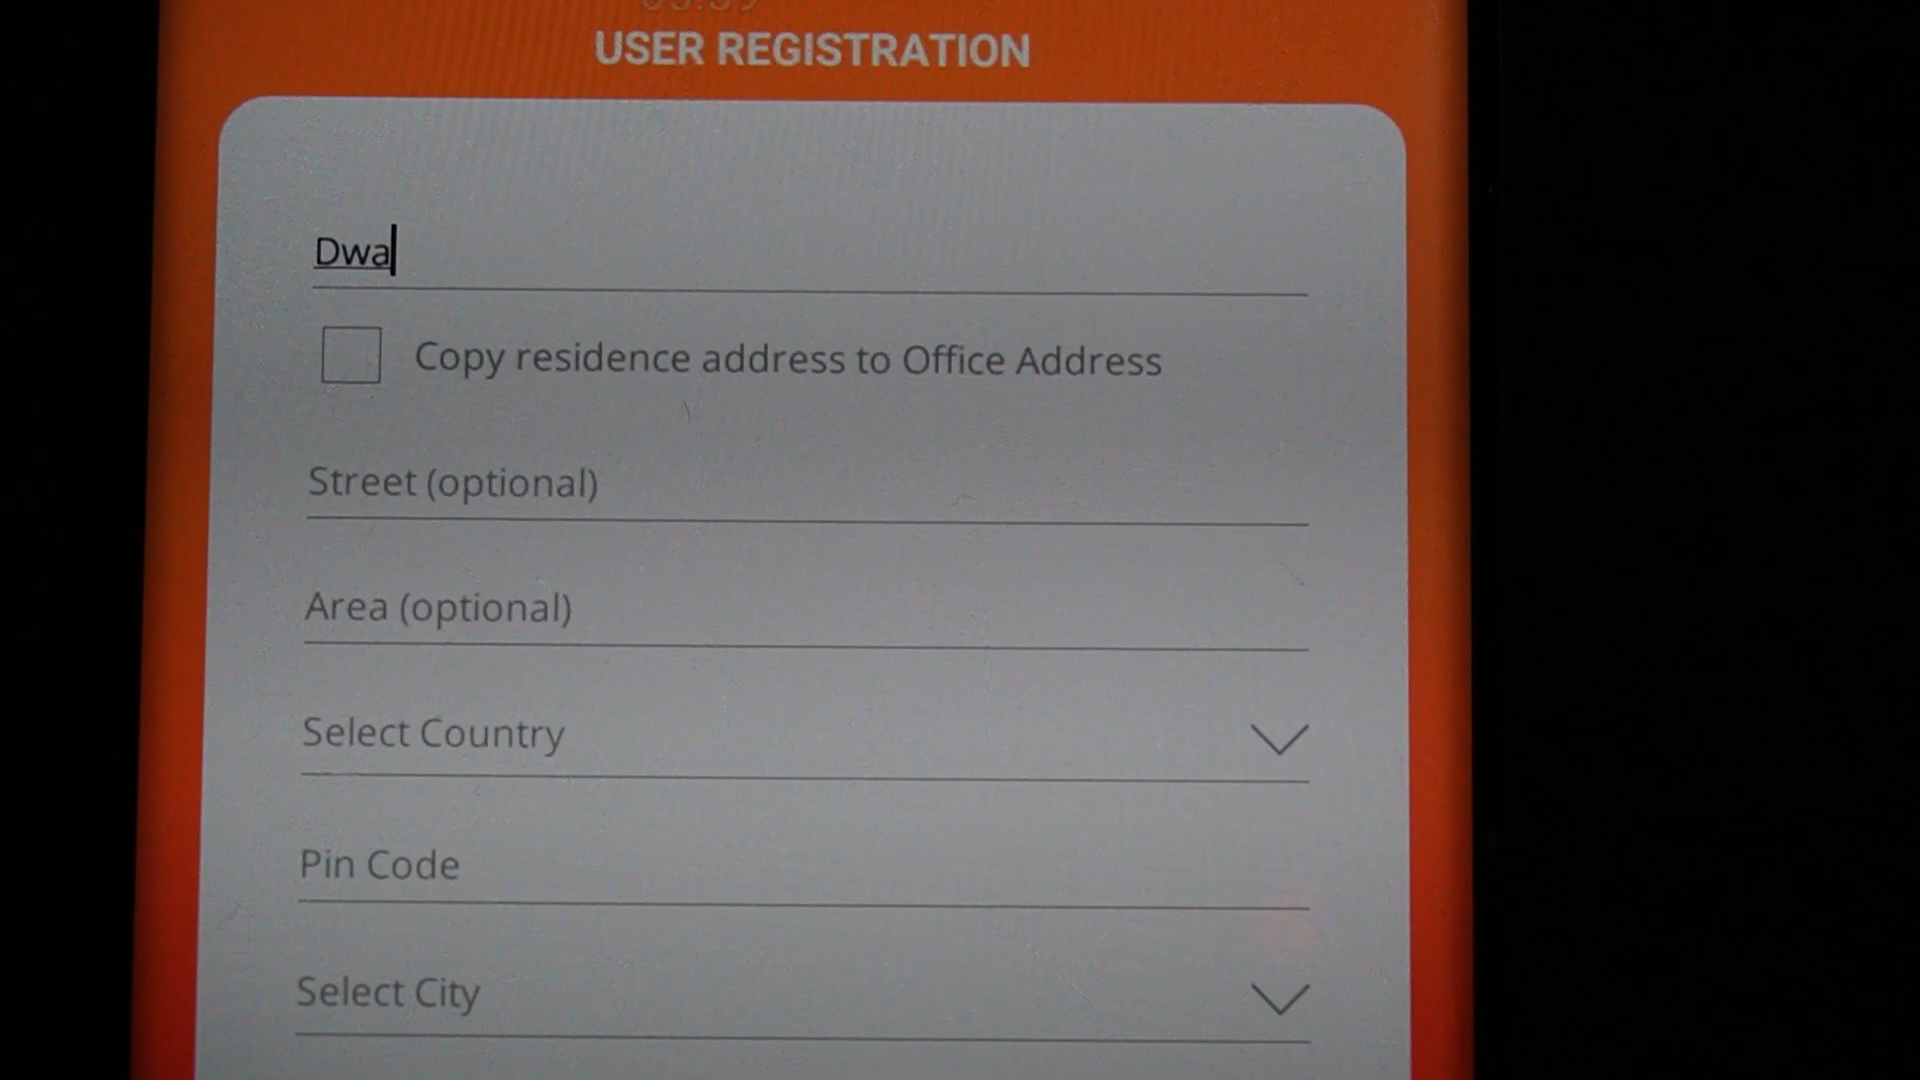 USER REGISTRATION
Dwa
Copy residence address to Office Address
Street (optional)
Area (optional)
Select Country
Pin Code
Select City